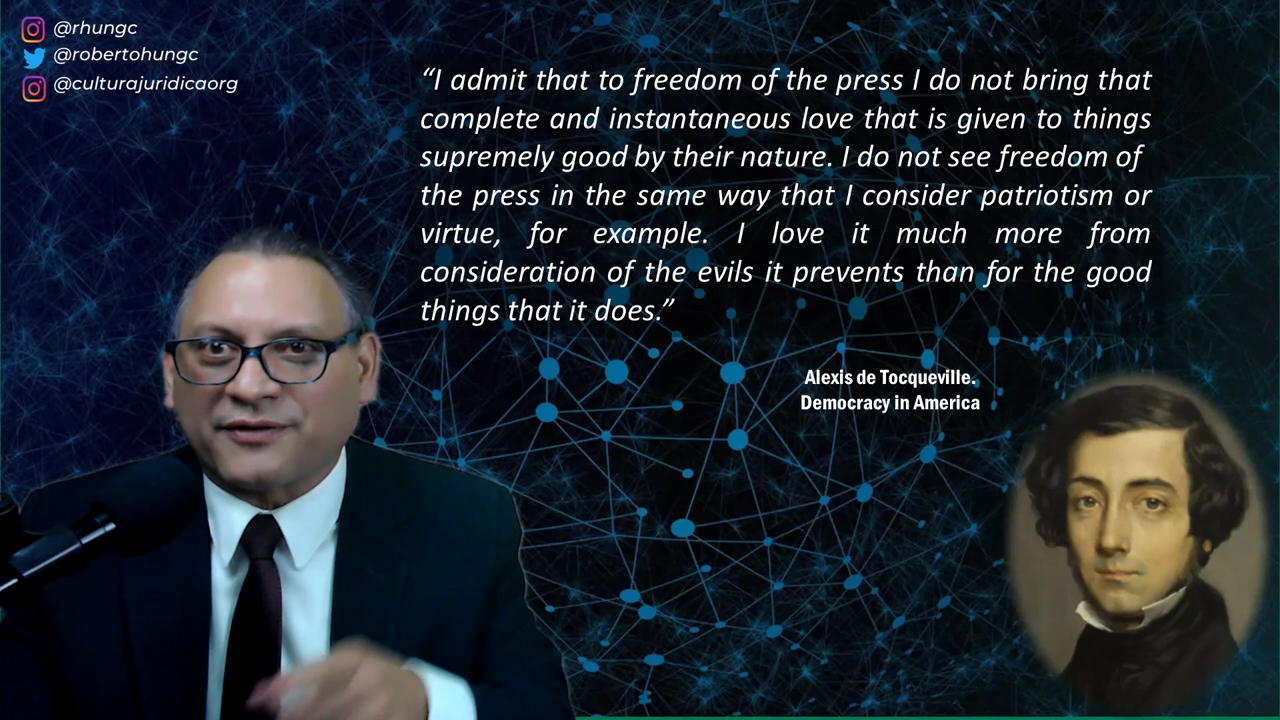 @rhungc
@robertohungc
@culturajuridicaorg
“I admit that to freedom of the press I do not bring that
complete and instantaneous love that is given to things
supremely good by their nature. I do not see freedom of
the press in the same way that I consider patriotism or
virtue, for example. I love it much more from
consideration of the evils it prevents than for the good
things that it does.”
Alexis de Tocqueville.
Democracy in America